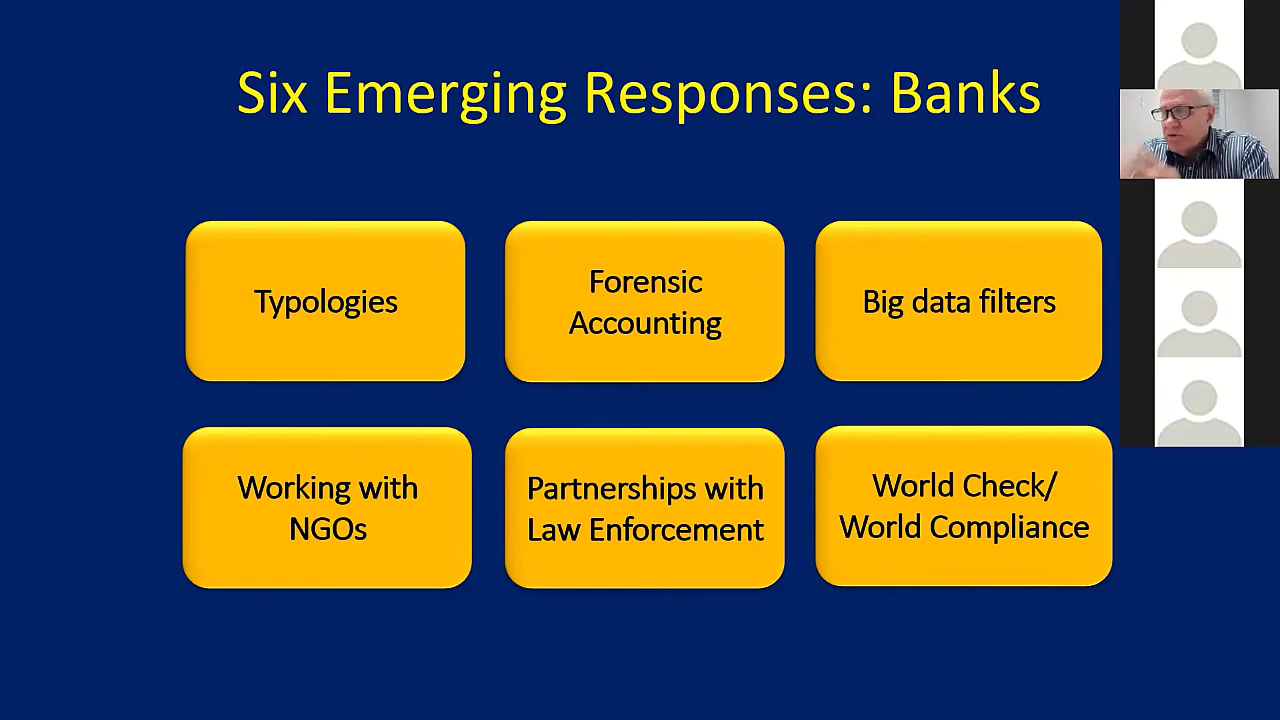 Six Emerging Responses: Banks
Typologies
Forensic
Accounting
Big data filters
Working with
NGOs
Partnerships with
Law Enforcement
World Check/
World Compliance